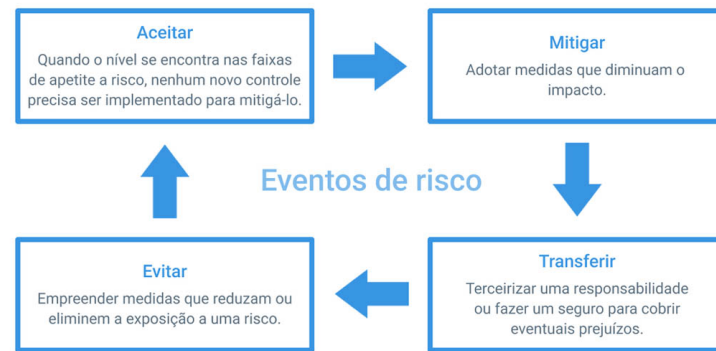 Aceitar
Quando o nível se encontra nas faixas
de apetite a risco, nenhum novo controle
precisa ser implementado para mitigá-lo.
Mitigar
Adotar medidas que diminuam o
impacto.
Eventos de risco
Evitar
Empreender medidas que reduzam ou
eliminem a exposição a uma risco.
Transferir
Terceirizar uma responsabilidade
ou fazer um seguro para cobrir
eventuais prejuízos.